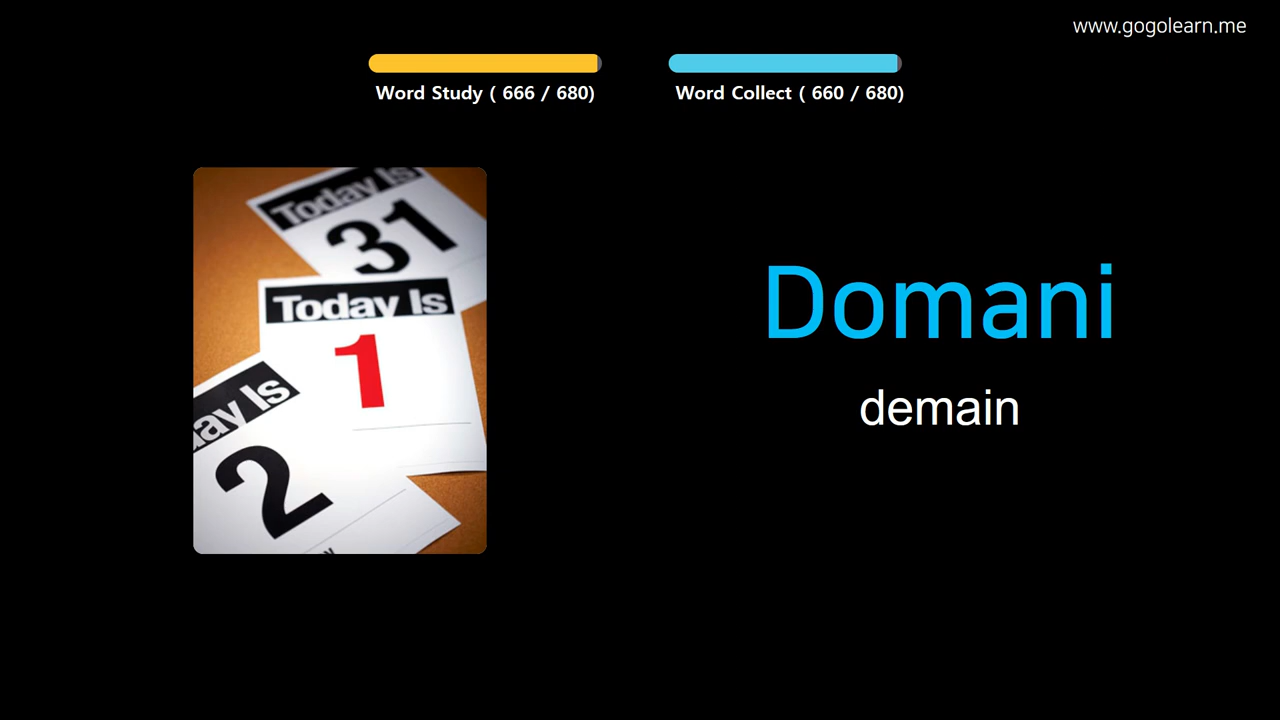 www.gogolearn.me
Word Study ( 666 / 680)
Word Collect ( 660 / 680)
Today Is
31
Today Is
1
day Is
2
Domani
demain